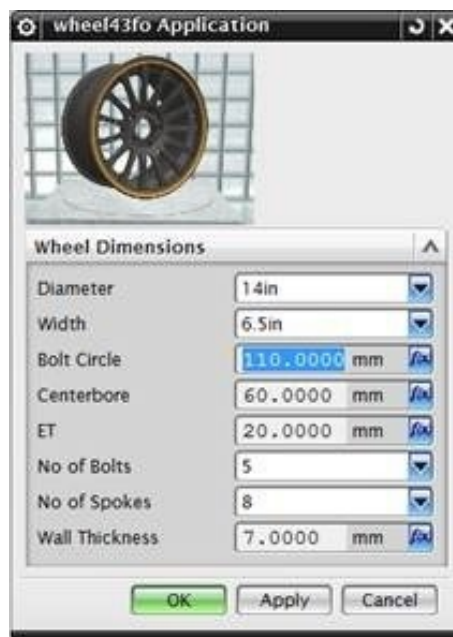 wheel43fo Application
Wheel Dimensions
Diameter 14in
Width 6.5in
Bolt Circle 110.0000 mm
Centerbore 60.0000 mm
ET 20.0000 mm
No of Bolts 5
No of Spokes 8
Wall Thickness 7.0000 mm
OK Apply Cancel